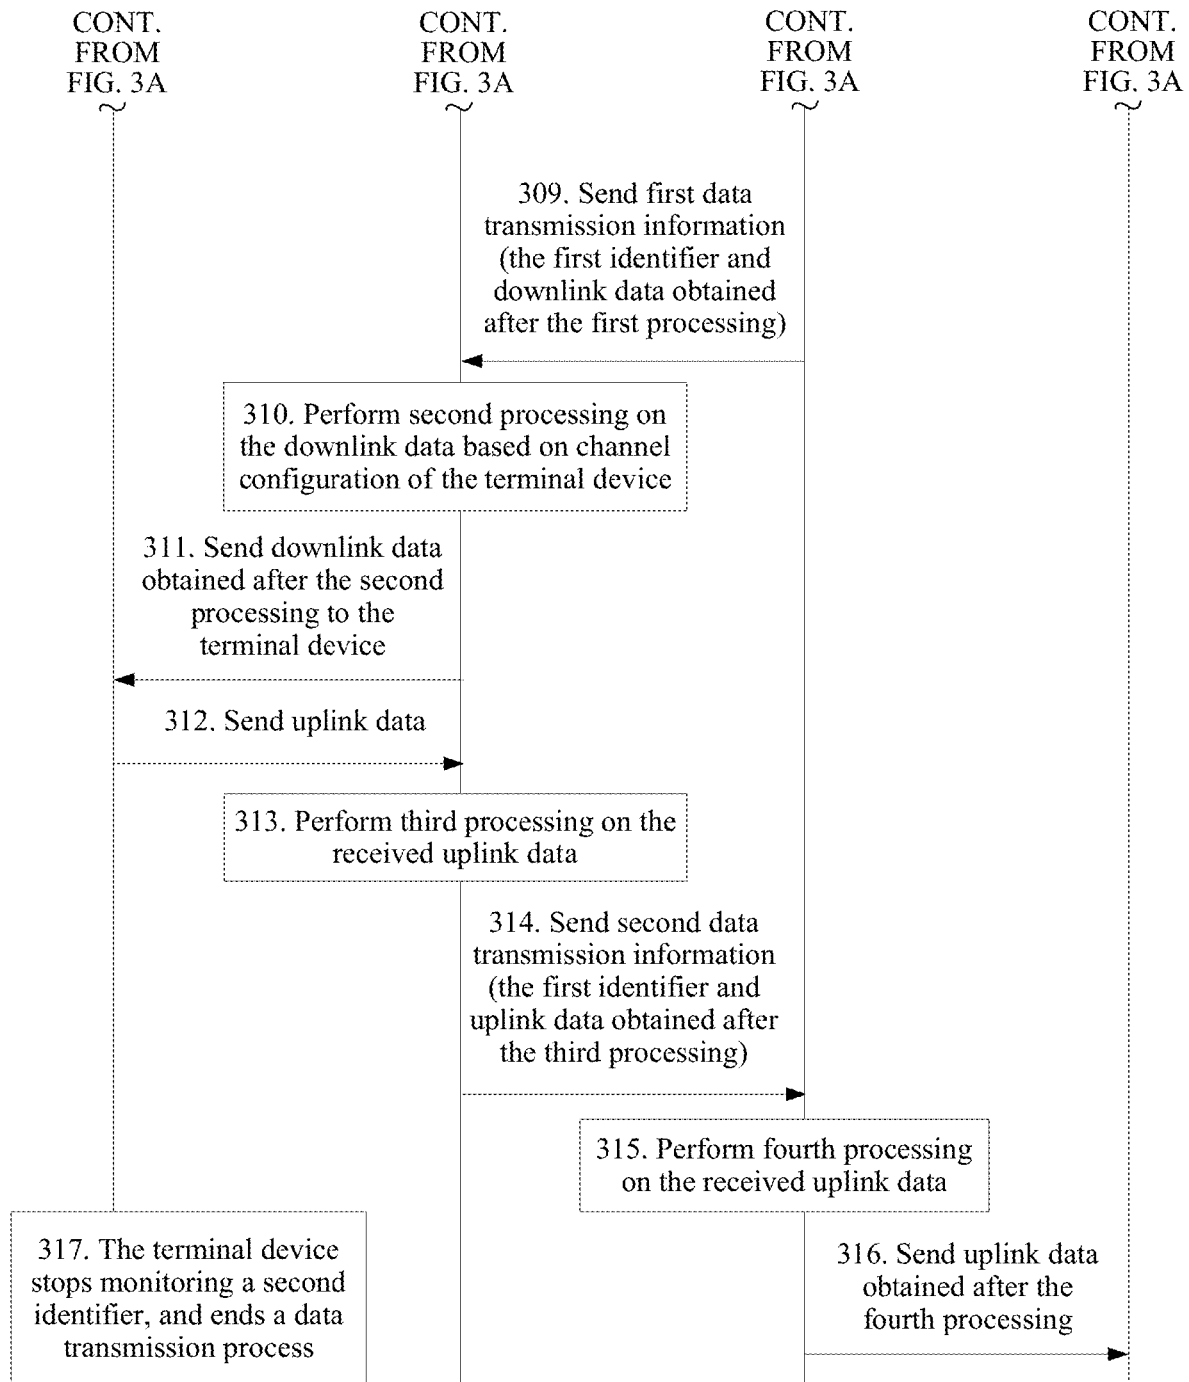 CONT.
FROM
FIG. 3A
CONT.
FROM
FIG. 3A
CONT.
FROM
FIG. 3A
CONT.
FROM
FIG. 3A
309. Send first data
transmission information
(the first identifier and
downlink data obtained
after the first processing)
310. Perform second processing on
the downlink data based on channel
configuration of the terminal device
311. Send downlink data
obtained after the second
processing to the
terminal device
312. Send uplink data
313. Perform third processing on the
received uplink data
314. Send second data
transmission information
(the first identifier and
uplink data obtained after
the third processing)
315. Perform fourth processing
on the received uplink data
316. Send uplink data
obtained after the
fourth processing
317. The terminal device
stops monitoring a second
identifier, and ends a data
transmission process